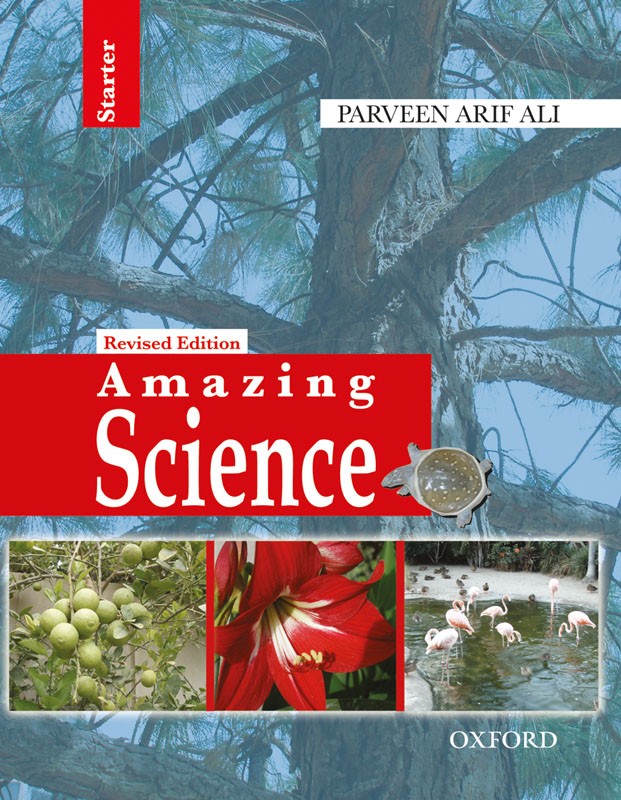 Starter
PARVEEN ARIF ALI
Revised Edition
Amazing
Science
OXFORD